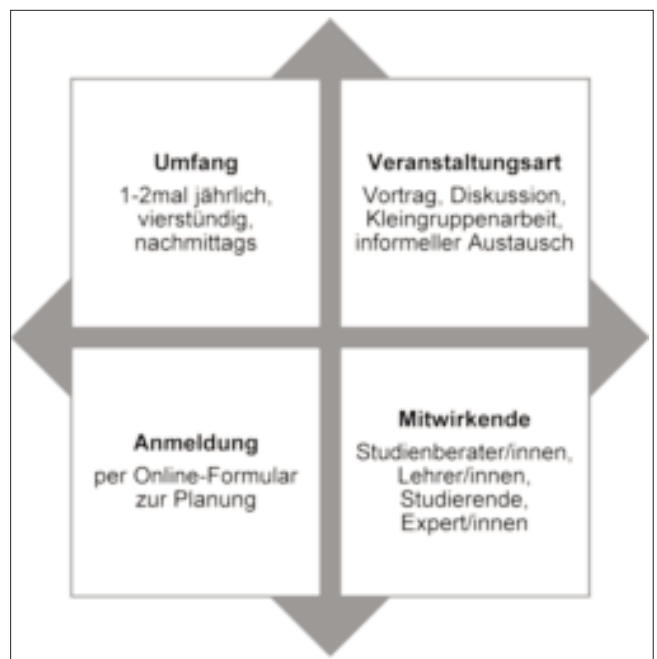 Umfang
1-2mal jährlich,
vierstündig,
nachmittags
Veranstaltungsart
Vortrag, Diskussion,
Kleingruppenarbeit,
informeller Austausch
Anmeldung
per Online-Formular
zur Planung
Mitwirkende
Studienberater/innen,
Lehrer/innen,
Studierende,
Expert/innen